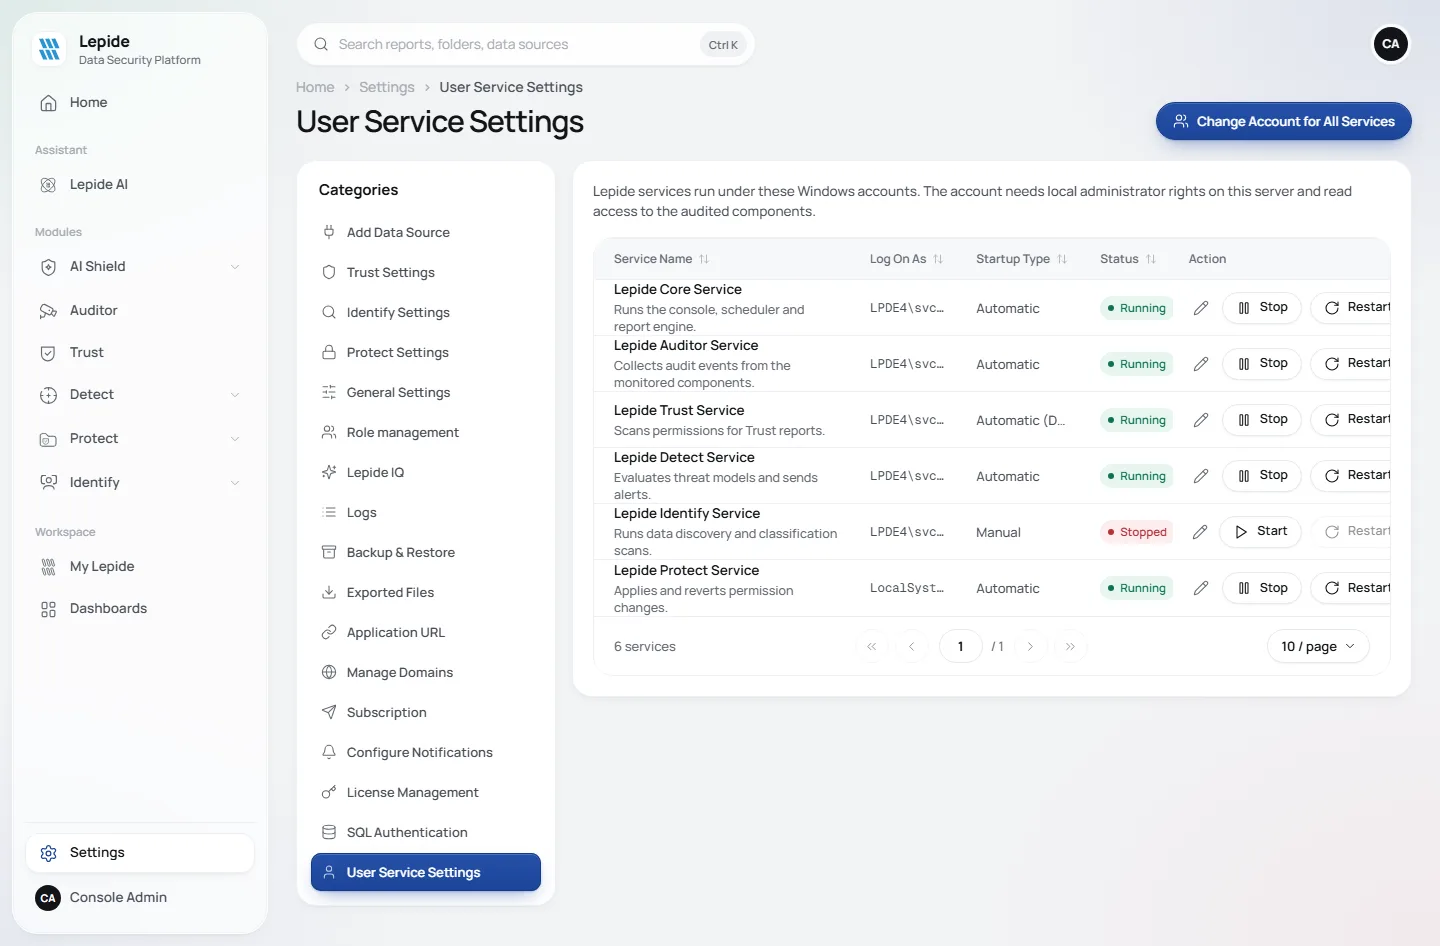 Lepide
Data Security Platform
Home
Assistant
Lepide AI
Modules
AI Shield
Auditor
Trust
Detect
Protect
Identify
Workspace
My Lepide
Dashboards
Settings
CA Console Admin
Search reports, folders, data sources Ctrl K
CA
Home > Settings > User Service Settings
User Service Settings
Change Account for All Services
Categories
Add Data Source
Trust Settings
Identify Settings
Protect Settings
General Settings
Role management
Lepide IQ
Logs
Backup & Restore
Exported Files
Application URL
Manage Domains
Subscription
Configure Notifications
License Management
SQL Authentication
User Service Settings
Lepide services run under these Windows accounts. The account needs local administrator rights on this server and read
access to the audited components.
Service Name Log On As Startup Type Status Action
Lepide Core Service
Runs the console, scheduler and
report engine.
LPDE4\svc... Automatic Running Stop Restart
Lepide Auditor Service
Collects audit events from the
monitored components.
LPDE4\svc... Automatic Running Stop Restart
Lepide Trust Service
Scans permissions for Trust reports.
LPDE4\svc... Automatic (D... Running Stop Restart
Lepide Detect Service
Evaluates threat models and sends
alerts.
LPDE4\svc... Automatic Running Stop Restart
Lepide Identify Service
Runs data discovery and classification
scans.
LPDE4\svc... Manual Stopped Start Restart
Lepide Protect Service
Applies and reverts permission
changes.
LocalSyst... Automatic Running Stop Restart
6 services « ‹ 1 / 1 › » 10 / page